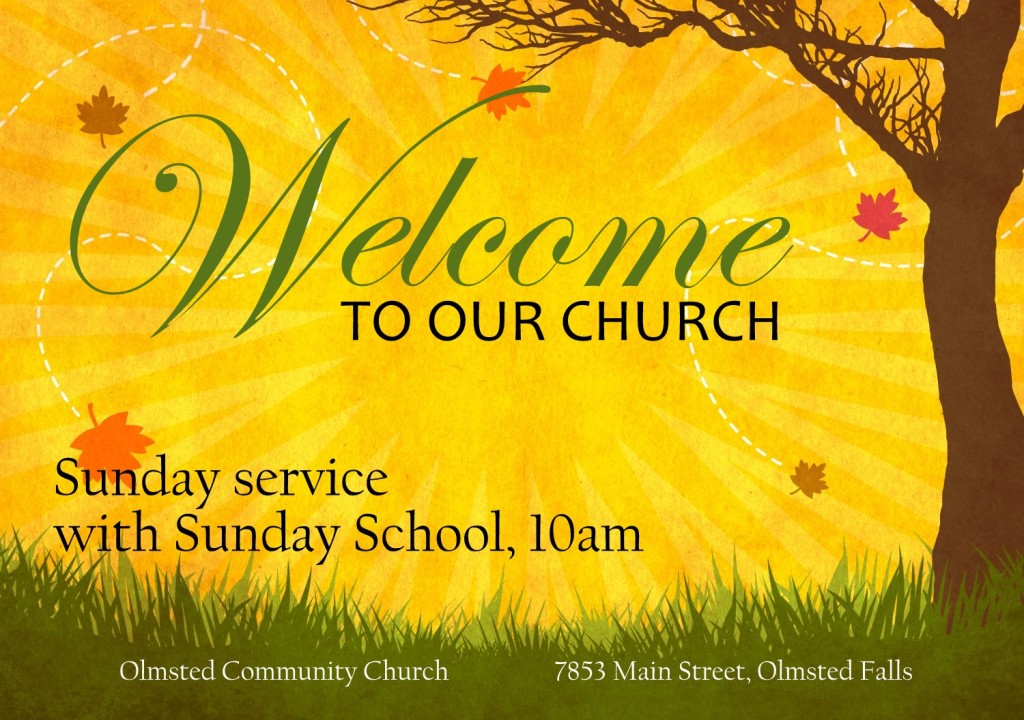 Welcome
TO OUR CHURCH
Sunday service
with Sunday School, 10am
Olmsted Community Church
7853 Main Street, Olmsted Falls